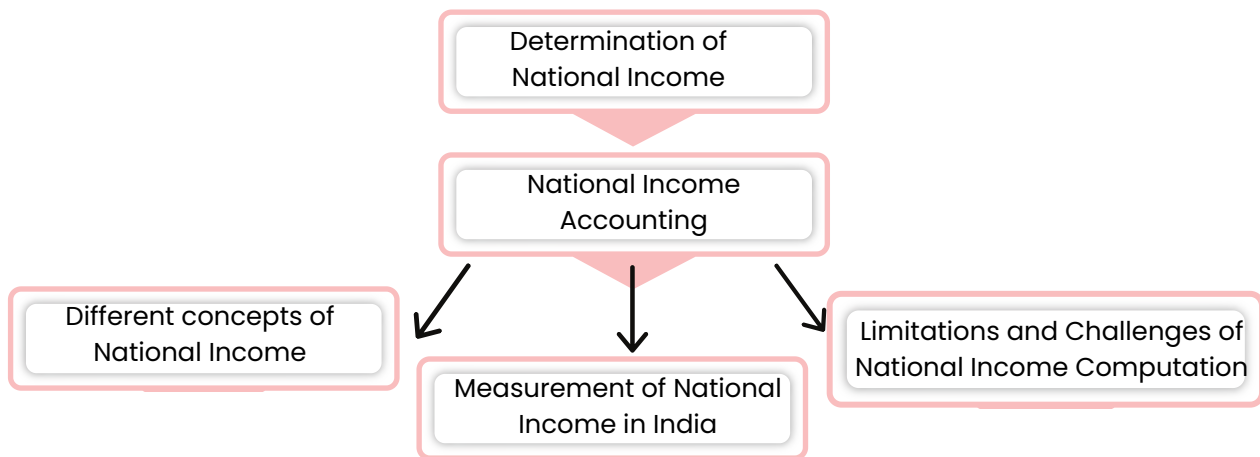 Determination of
National Income
National Income
Accounting
Different concepts of
National Income
Measurement of National
Income in India
Limitations and Challenges of
National Income Computation